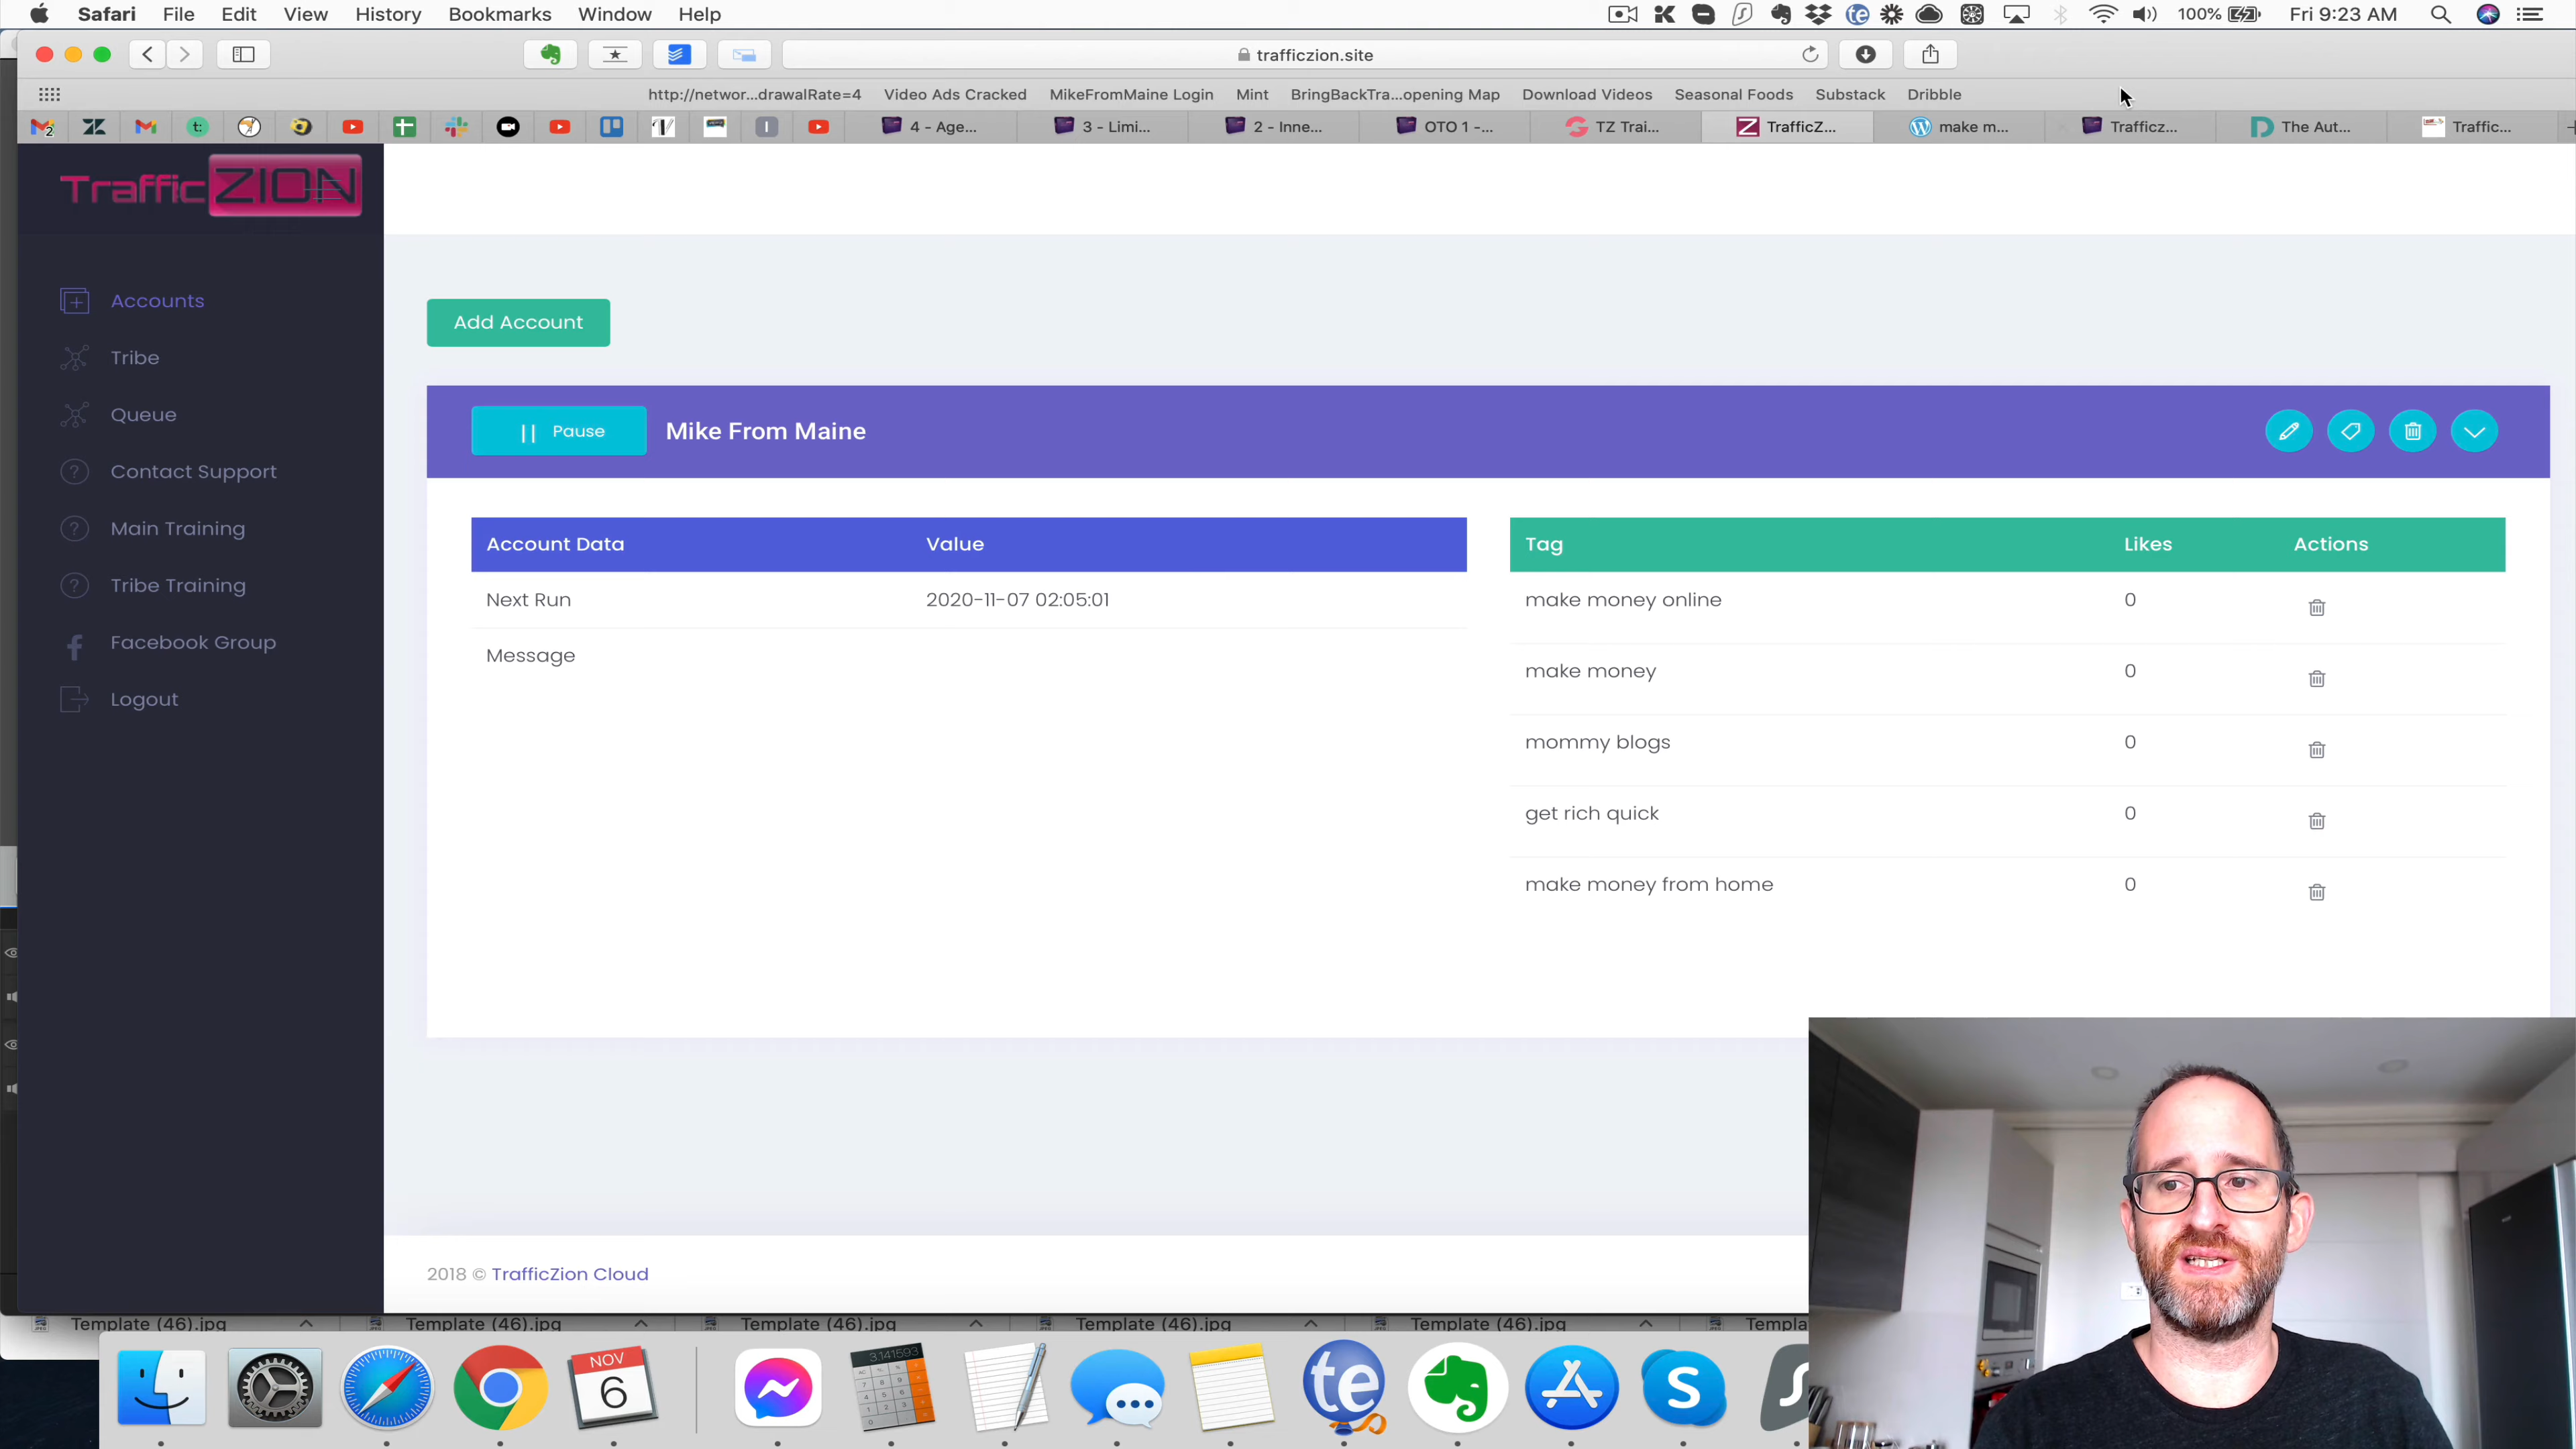 Safari File Edit View History Bookmarks Window Help 100% Fri 9:23 AM
trafficzion.site
http://networ...drawalRate=4 Video Ads Cracked MikeFromMaine Login Mint BringBackTra...opening Map Download Videos Seasonal Foods Substack Dribble
2 4 - Age... 3 - Limi... 2 - Inne... OTO 1 -... TZ Trai... TrafficZ... make m... Trafficz... The Aut... Traffic...
TrafficZION
Accounts
Tribe
Queue
Contact Support
Main Training
Tribe Training
Facebook Group
Logout
Add Account
Pause Mike From Maine
Account Data Value
Next Run 2020-11-07 02:05:01
Message
Tag Likes Actions
make money online 0
make money 0
mommy blogs 0
get rich quick 0
make money from home 0
2018 © TrafficZion Cloud
Template (46).jpg Template (46).jpg Template (46).jpg Template (46).jpg Template (46).jpg Templa
NOV
6
3.141593
te
S